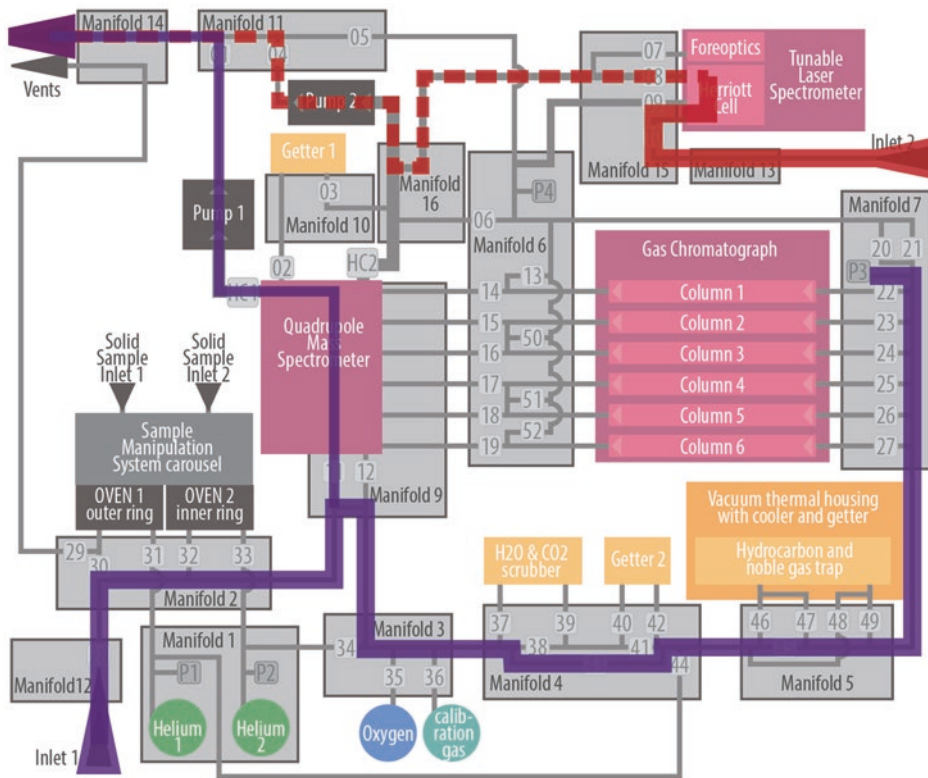 Manifold 14
Manifold 11
05
01
04
Vents
Pump 2
Manifold 15
07
08
09
Foreoptics
Herriott
Cell
Tunable
Laser
Spectrometer
Inlet 2
Manifold 13
Getter 1
03
Manifold 10
Manifold
16
06
P4
Manifold 6
Manifold 7
20
21
P3
Pump 1
02
HC1
HC2
Quadrupole
Mass
Spectrometer
Gas Chromatograph
13
14
Column 1
22
15
Column 2
23
50
16
Column 3
24
17
Column 4
25
51
18
Column 5
26
52
19
Column 6
27
Solid
Sample
Inlet 1
Solid
Sample
Inlet 2
Sample
Manipulation
System carousel
OVEN 1
outer ring
OVEN 2
inner ring
11
12
Manifold 9
29
30
31
32
33
Manifold 2
H2O & CO2
scrubber
Getter 2
Vacuum thermal housing
with cooler and getter
Hydrocarbon and
noble gas trap
37
39
40
42
38
41
44
Manifold 4
46
47
48
49
Manifold 5
Manifold 1
34
Manifold 3
P1
P2
35
36
Manifold12
Inlet 1
Helium
1
Helium
2
Oxygen
calib-
ration
gas